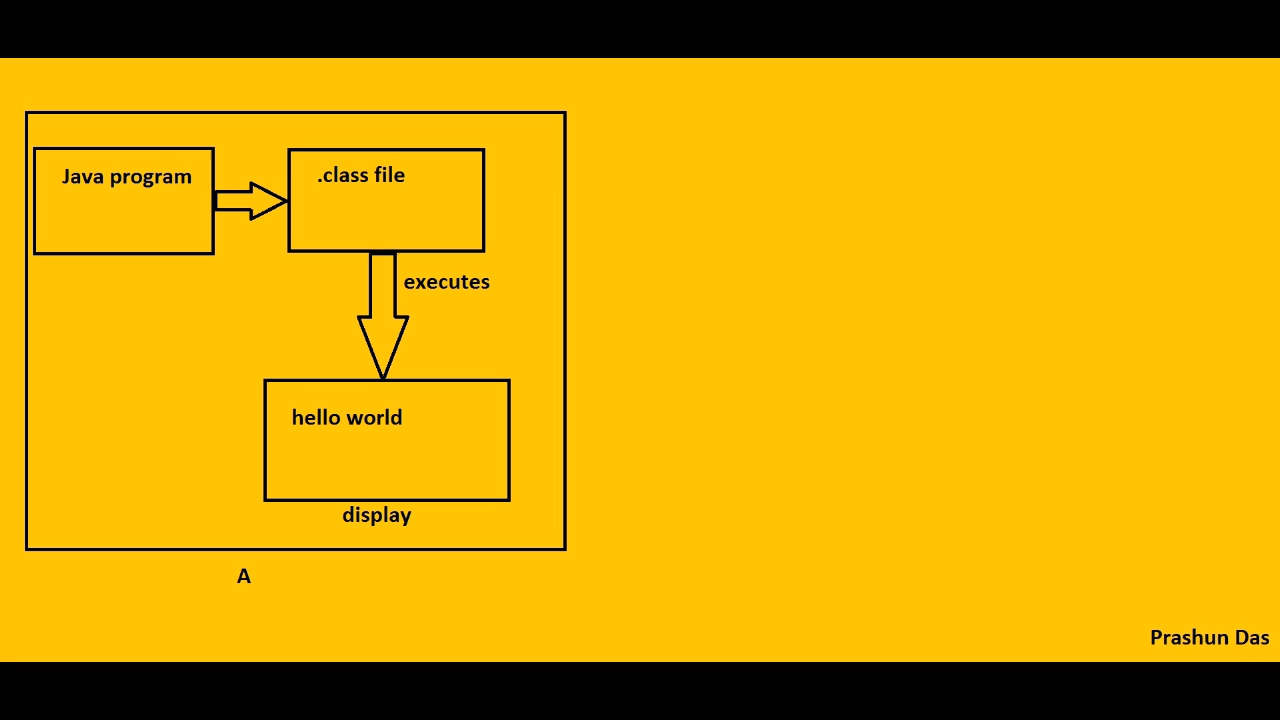 Java program
.class file
executes
hello world
display
A
Prashun Das